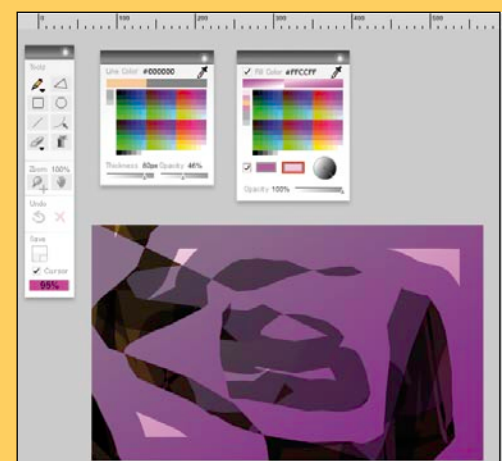 0 100 200 300 400 500
Tools
Zoom 100%
Undo
Save
Cursor
95%
Line Color #000000
Thickness 80px Opacity 46%
Fill Color #FFCCFF
Opacity 100%